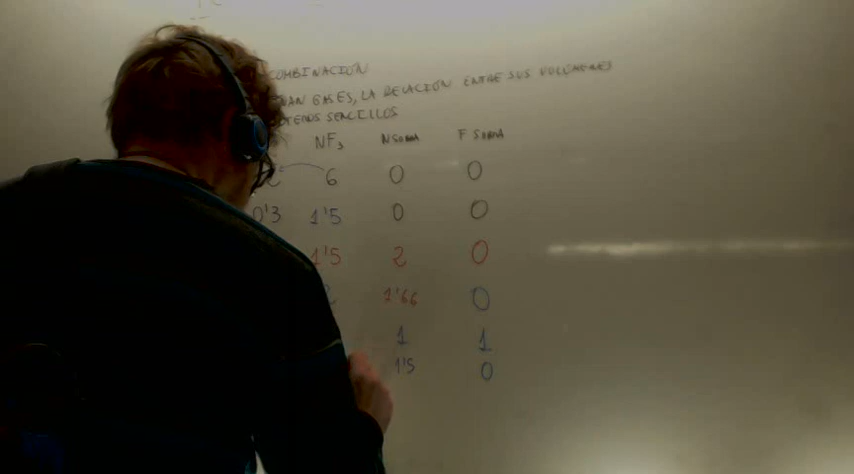 COMBINACIÓN
GASES, LA RELACIÓN ENTRE SUS VOLÚMENES
SENCILLOS
NF₃ N SOBRA F SOBRA
6 0 0
0'3 1'5 0 0
1'5 2 0
1'66 0
1 1
1'5 0